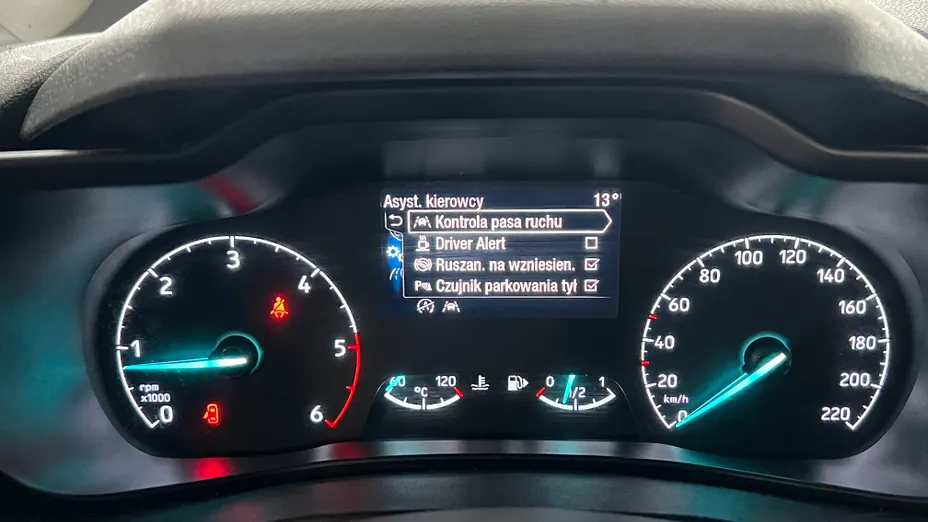 Asyst. kierowcy 13°
Kontrola pasa ruchu
Driver Alert
Ruszan. na wzniesien.
P Czujnik parkowania tył
0 1 2 3 4 5 6
rpm
x1000
60 °C 120
0 1/2 1
0 20 40 60 80 100 120 140 160 180 200 220
km/h